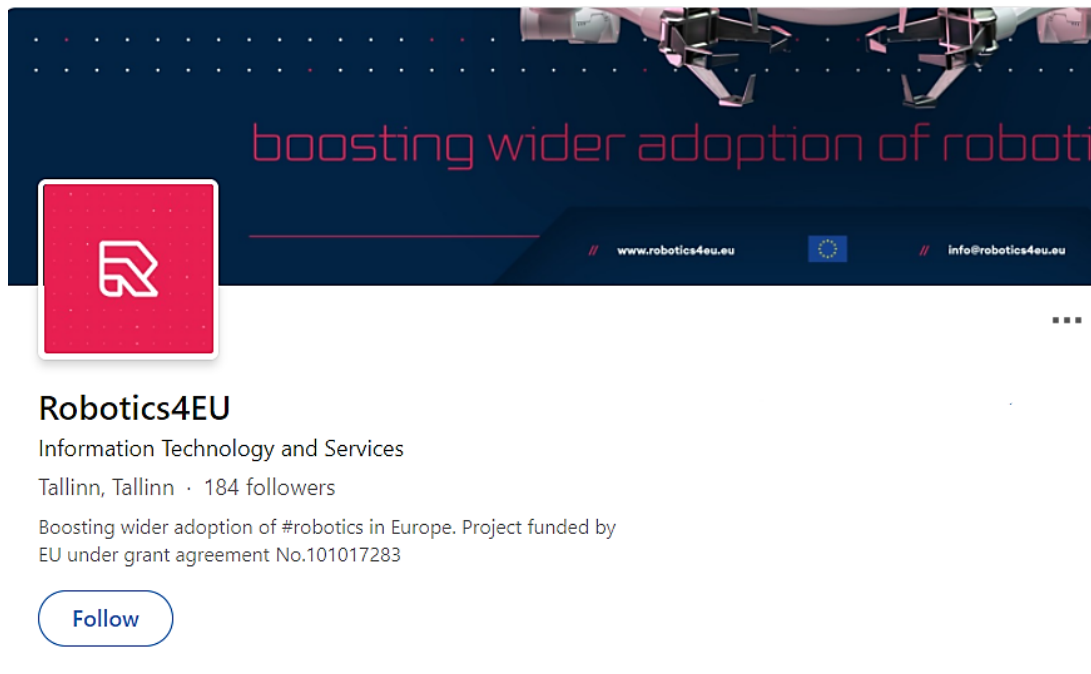 boosting wider adoption of roboti
// www.robotics4eu.eu // info@robotics4eu.eu
R
Robotics4EU
Information Technology and Services
Tallinn, Tallinn · 184 followers
Boosting wider adoption of #robotics in Europe. Project funded by
EU under grant agreement No.101017283
Follow